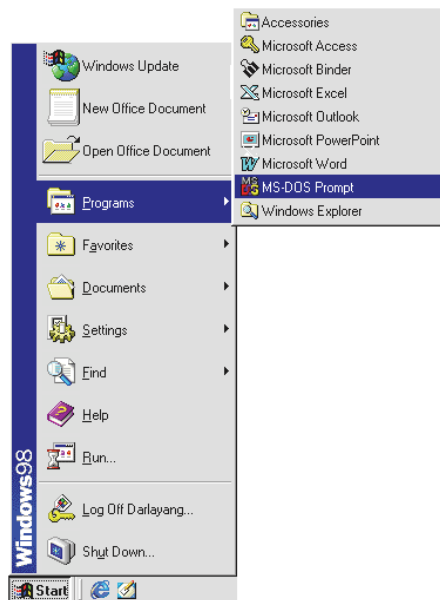 Accessories
Microsoft Access
Microsoft Binder
Microsoft Excel
Microsoft Outlook
Microsoft PowerPoint
Microsoft Word
MS-DOS Prompt
Windows Explorer
Windows Update
New Office Document
Open Office Document
Programs
Favorites
Documents
Settings
Find
Help
Run...
Log Off Darlayang...
Shut Down...
Windows98
Start